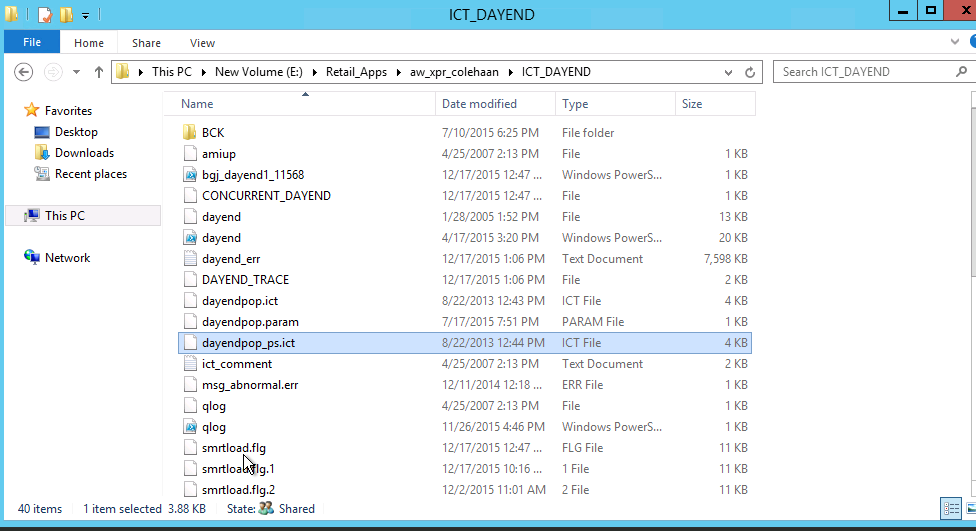 ICT_DAYEND
File Home Share View
This PC New Volume (E:) Retail_Apps aw_xpr_colehaan ICT_DAYEND Search ICT_DAYEND
Favorites
Desktop
Downloads
Recent places
This PC
Network
Name Date modified Type Size
BCK 7/10/2015 6:25 PM File folder
amiup 4/25/2007 2:13 PM File 1 KB
bgj_dayend1_11568 12/17/2015 12:47 ... Windows PowerS... 1 KB
CONCURRENT_DAYEND 12/17/2015 12:47 ... File 1 KB
dayend 1/28/2005 1:52 PM File 13 KB
dayend 4/17/2015 3:20 PM Windows PowerS... 20 KB
dayend_err 12/17/2015 1:06 PM Text Document 7,598 KB
DAYEND_TRACE 12/17/2015 1:06 PM File 2 KB
dayendpop.ict 8/22/2013 12:43 PM ICT File 4 KB
dayendpop.param 7/17/2015 7:51 PM PARAM File 1 KB
dayendpop_ps.ict 8/22/2013 12:44 PM ICT File 4 KB
ict_comment 4/25/2007 2:13 PM Text Document 2 KB
msg_abnormal.err 12/11/2014 12:18 ... ERR File 1 KB
qlog 4/25/2007 2:13 PM File 1 KB
qlog 11/26/2015 4:46 PM Windows PowerS... 1 KB
smrtload.flg 12/17/2015 12:47 ... FLG File 11 KB
smrtload.flg.1 12/17/2015 10:16 ... 1 File 11 KB
smrtload.flg.2 12/2/2015 11:01 AM 2 File 11 KB
40 items 1 item selected 3.88 KB State: Shared